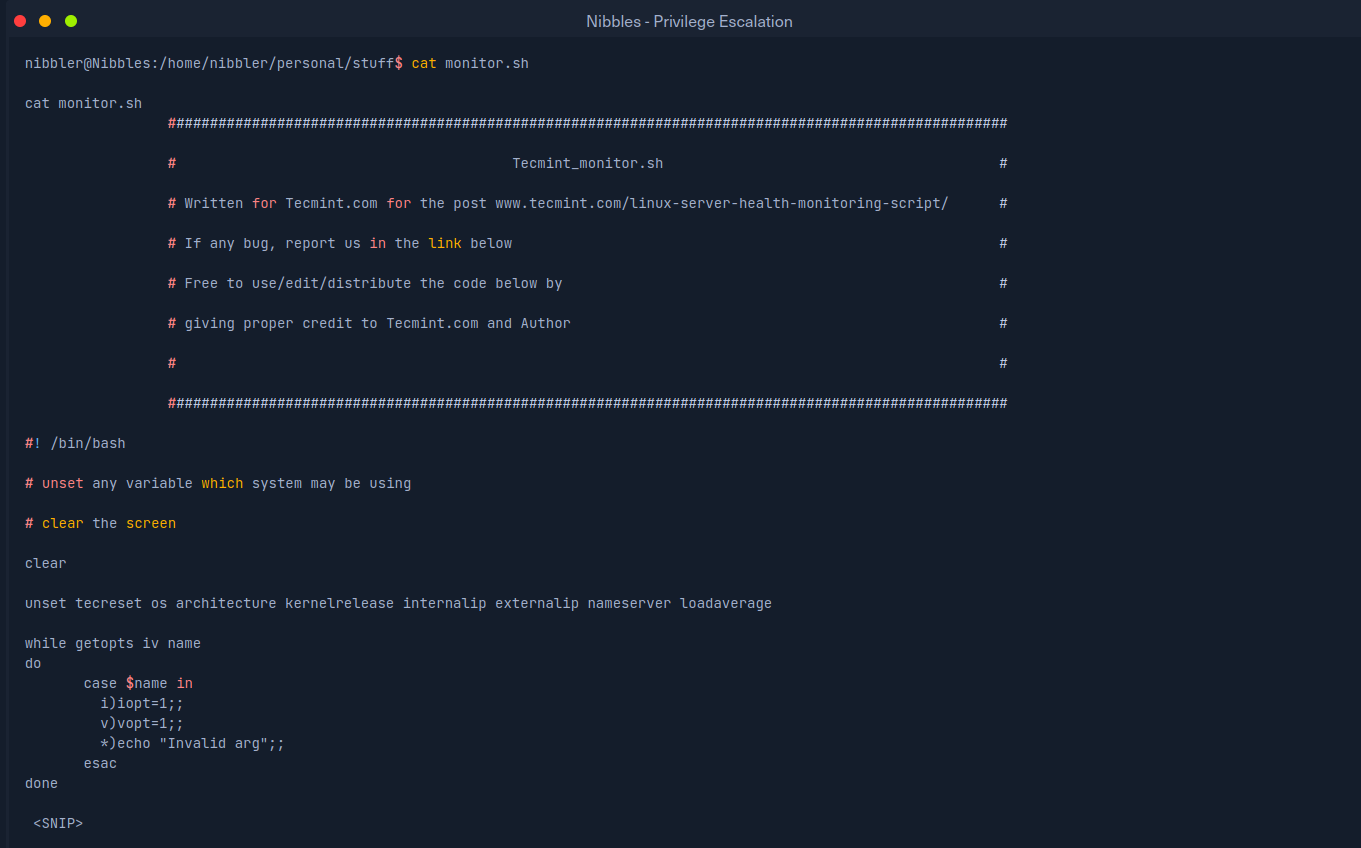 Nibbles - Privilege Escalation
nibbler@Nibbles:/home/nibbler/personal/stuff$ cat monitor.sh
cat monitor.sh
####################################################################################################
# Tecmint_monitor.sh #
# Written for Tecmint.com for the post www.tecmint.com/linux-server-health-monitoring-script/ #
# If any bug, report us in the link below #
# Free to use/edit/distribute the code below by #
# giving proper credit to Tecmint.com and Author #
# #
####################################################################################################
#! /bin/bash
# unset any variable which system may be using
# clear the screen
clear
unset tecreset os architecture kernelrelease internalip externalip nameserver loadaverage
while getopts iv name
do
case $name in
i)iopt=1;;
v)vopt=1;;
*)echo "Invalid arg";;
esac
done
<SNIP>